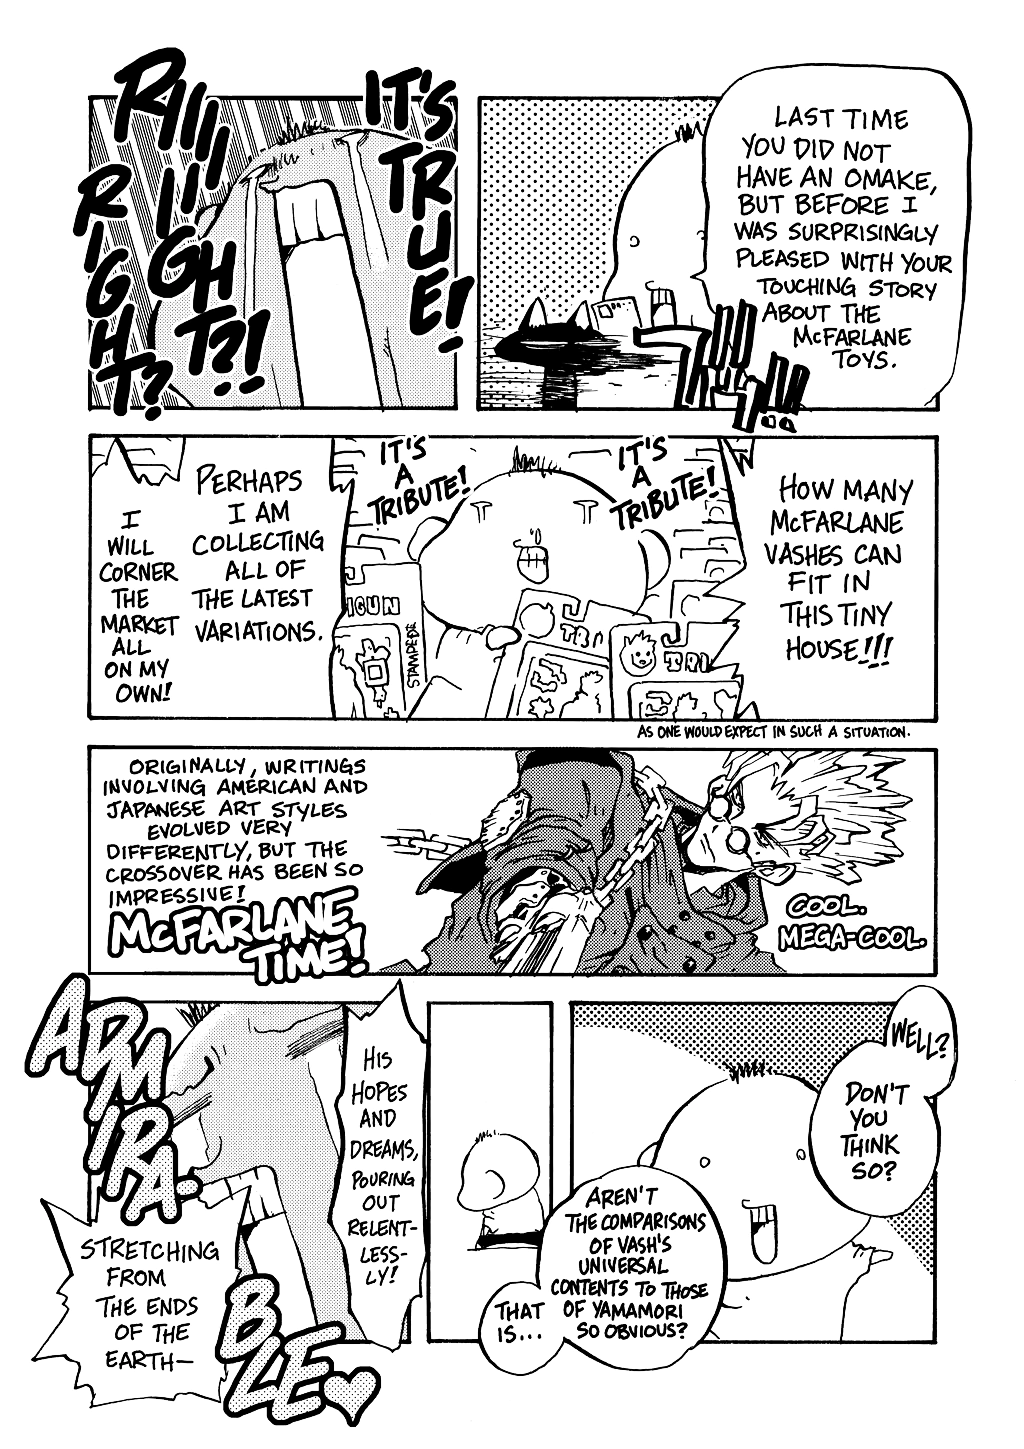 LAST TIME
YOU DID NOT
HAVE AN OMAKE,
BUT BEFORE I
WAS SURPRISINGLY
PLEASED WITH YOUR
TOUCHING STORY
ABOUT THE
McFARLANE
TOYS.
IT'S
TRUE!
RIIIII
IIIGHT?!
RIGHT?
HOW MANY
McFARLANE
VASHES CAN
FIT IN
THIS TINY
HOUSE!!!
IT'S
A
TRIBUTE!
IT'S
A
TRIBUTE!
IGUN
STAMPEDE
TRI
TRI
PERHAPS
I AM
COLLECTING
ALL OF
THE LATEST
VARIATIONS.
I
WILL
CORNER
THE
MARKET
ALL
ON MY
OWN!
AS ONE WOULD EXPECT IN SUCH A SITUATION.
ORIGINALLY, WRITINGS
INVOLVING AMERICAN AND
JAPANESE ART STYLES
EVOLVED VERY
DIFFERENTLY, BUT THE
CROSSOVER HAS BEEN SO
IMPRESSIVE!
McFARLANE
TIME!
COOL.
MEGA-COOL.
WELL?
DON'T
YOU
THINK
SO?
AREN'T
THE COMPARISONS
OF VASH'S
UNIVERSAL
CONTENTS TO THOSE
OF YAMAMORI
SO OBVIOUS?
THAT
IS...
HIS
HOPES
AND
DREAMS,
POURING
OUT
RELENT-
LESS-
LY!
ADMIRA-
BLE♥
STRETCHING
FROM
THE ENDS
OF THE
EARTH—